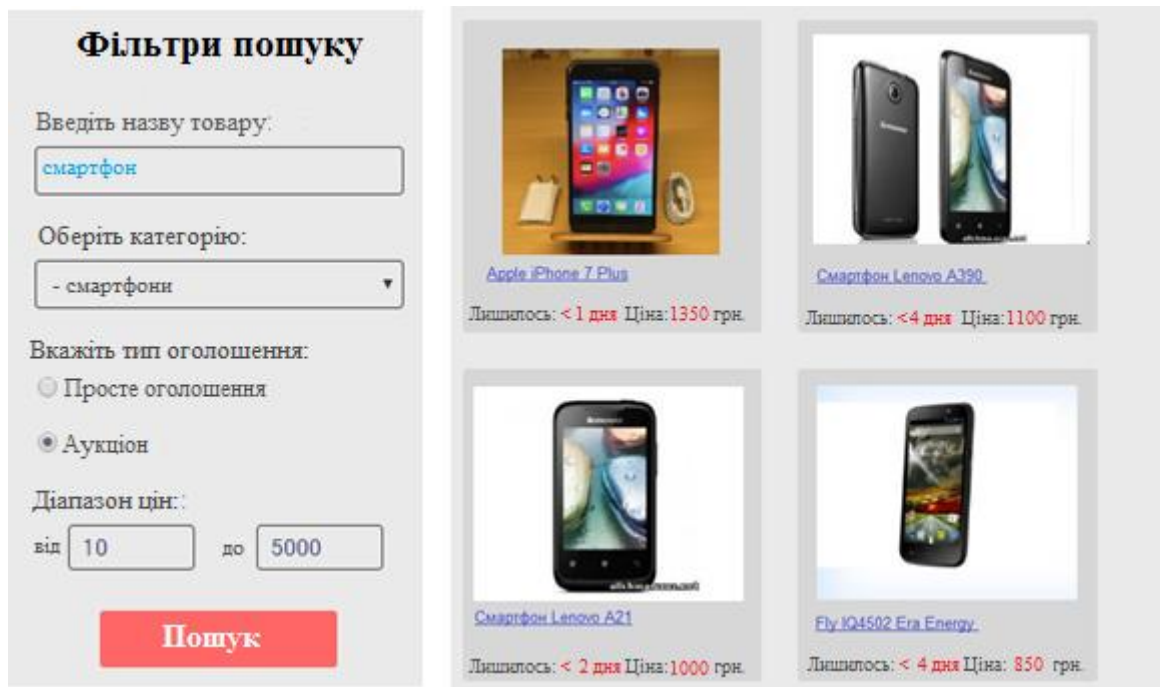 Фільтри пошуку
Введіть назву товару:
смартфон
Оберіть категорію:
- смартфони
Вкажіть тип оголошення:
Просте оголошення
Аукціон
Діапазон цін::
від 10 до 5000
Пошук
Apple iPhone 7 Plus
Лишилось: < 1 дня Ціна:1350 грн.
Смартфон Lenovo A390
Лишилось: <4 дня Ціна:1100 грн.
Смартфон Lenovo A21
Лишилось: < 2 дня Ціна:1000 грн.
Fly IQ4502 Era Energy
Лишилось: < 4 дня Ціна: 850 грн.